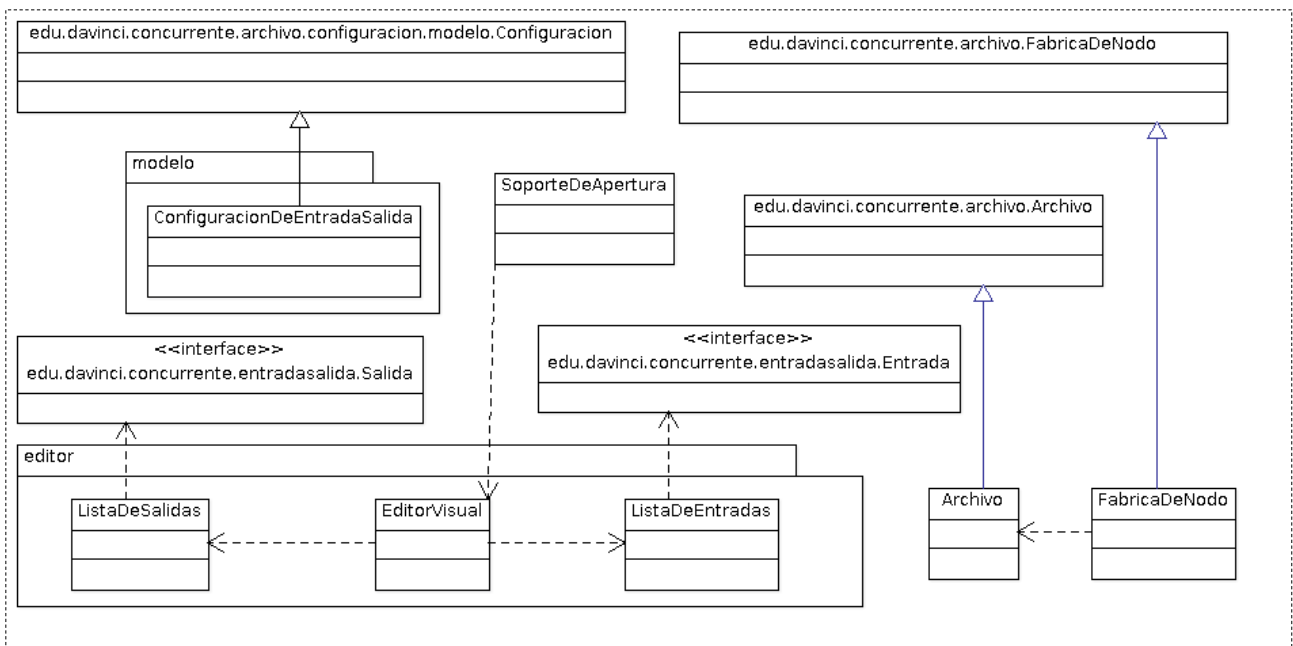 edu.davinci.concurrente.archivo.configuracion.modelo.Configuracion
edu.davinci.concurrente.archivo.FabricaDeNodo
modelo
ConfiguracionDeEntradaSalida
SoporteDeApertura
edu.davinci.concurrente.archivo.Archivo
<<interface>>
edu.davinci.concurrente.entradasalida.Salida
<<interface>>
edu.davinci.concurrente.entradasalida.Entrada
editor
ListaDeSalidas
EditorVisual
ListaDeEntradas
Archivo
FabricaDeNodo